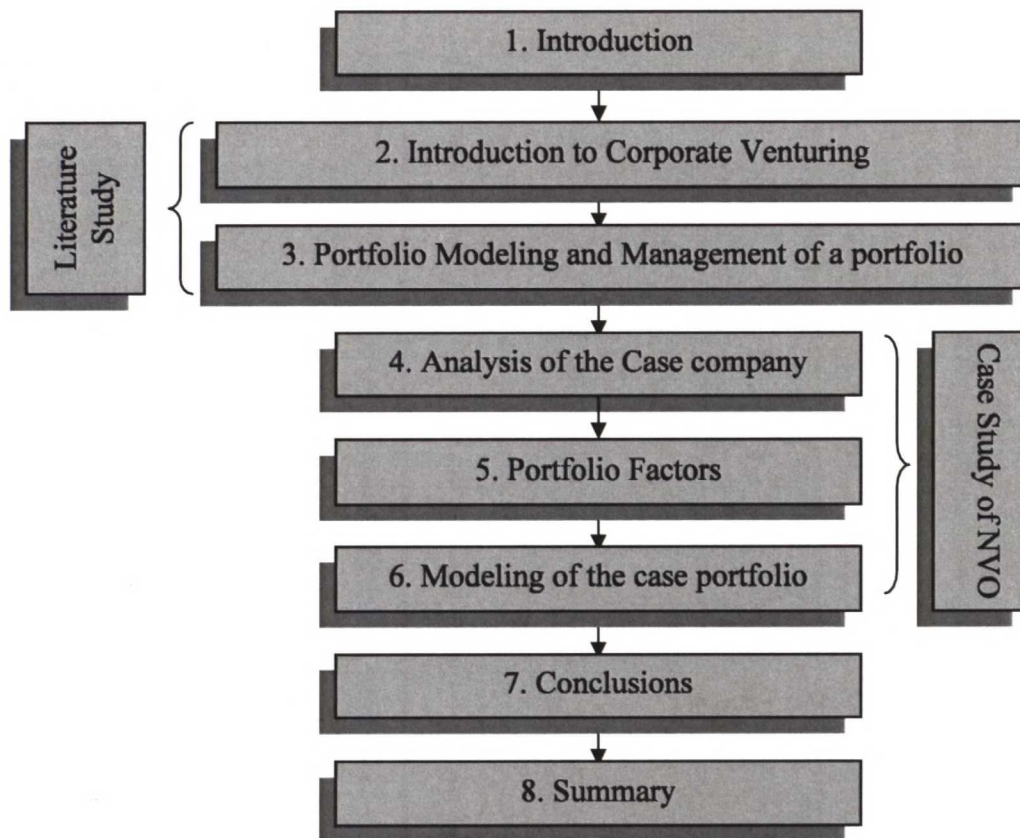 1. Introduction
2. Introduction to Corporate Venturing
Literature
Study
3. Portfolio Modeling and Management of a portfolio
4. Analysis of the Case company
Case Study of NVO
5. Portfolio Factors
6. Modeling of the case portfolio
7. Conclusions
8. Summary